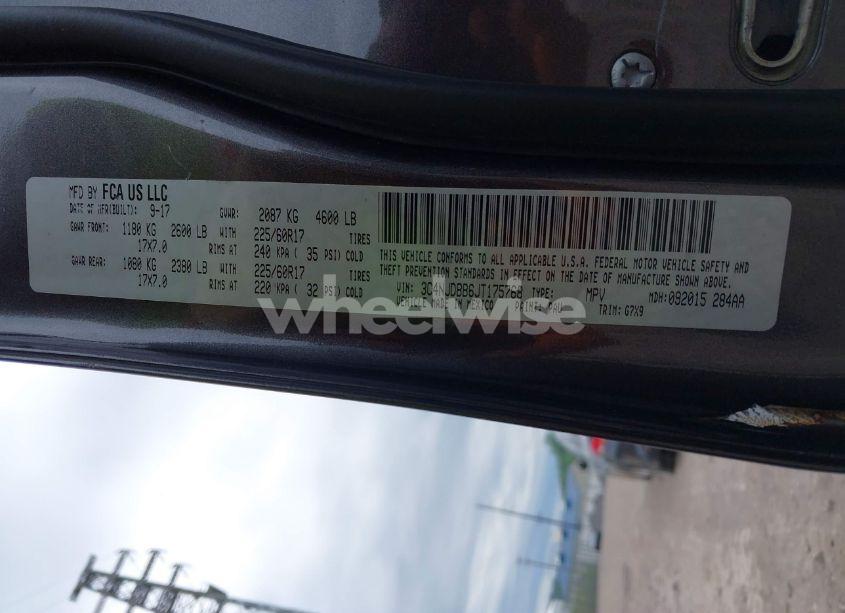 MFD BY FCA US LLC
DATE OF MFR(BUILT): 9-17 GVWR: 2087 KG 4600 LB
GAWR FRONT: 1180 KG 2600 LB WITH 225/60R17 TIRES
17X7.0 RIMS AT 240 KPA ( 35 PSI) COLD
GAWR REAR: 1080 KG 2380 LB WITH 225/60R17 TIRES
17X7.0 RIMS AT 220 KPA ( 32 PSI) COLD
THIS VEHICLE CONFORMS TO ALL APPLICABLE U.S.A. FEDERAL MOTOR VEHICLE SAFETY AND
THEFT PREVENTION STANDARDS IN EFFECT ON THE DATE OF MANUFACTURE SHOWN ABOVE.
VIN: TYPE: MPV MDH:092015 284AA
VEHICLE MADE IN MEXICO PAINT: PAU TRIM: G7X9
wheelwise